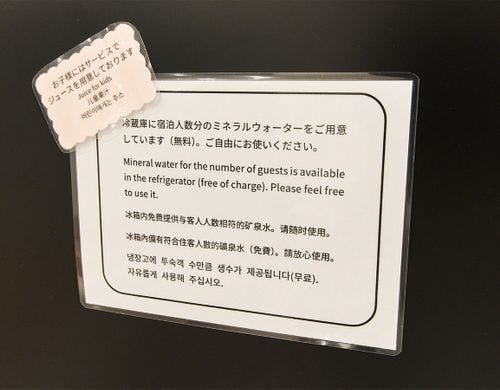 お子様にはサービスで
ジュースを用意しております
Juice for kids
儿童果汁
어린이에게는 주스
冷蔵庫に宿泊人数分のミネラルウォーターをご用意
しています（無料）。ご自由にお使いください。
Mineral water for the number of guests is available
in the refrigerator (free of charge). Please feel free
to use it.
冰箱内免费提供与客人人数相符的矿泉水。请随时使用。
冰箱內備有符合住客人數的礦泉水（免費）。請放心使用。
냉장고에 투숙객 수만큼 생수가 제공됩니다(무료).
자유롭게 사용해 주십시오.